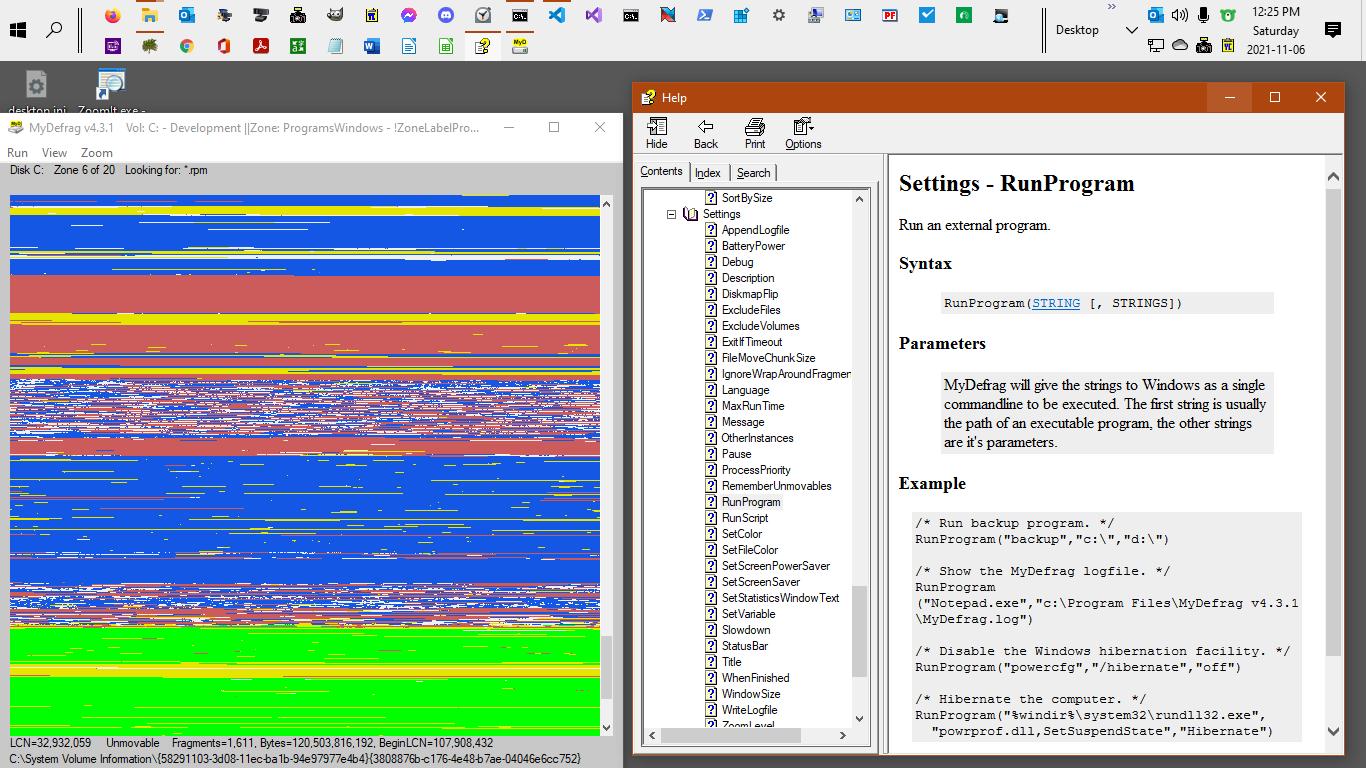 Desktop
»
12:25 PM
Saturday
2021-11-06
desktop.ini
ZoomIt.exe -
MyDefrag v4.3.1 Vol: C: - Development ||Zone: ProgramsWindows - !ZoneLabelPro...
Run View Zoom
Disk C: Zone 6 of 20 Looking for: *.rpm
LCN=32,932,059 Unmovable Fragments=1,611, Bytes=120,503,816,192, BeginLCN=107,908,432
C:\System Volume Information\{58291103-3d08-11ec-ba1b-94e97977e4b4}{3808876b-c176-4e48-b7ae-04046e6cc752}
Help
Hide Back Print Options
Contents Index Search
SortBySize
Settings
AppendLogfile
BatteryPower
Debug
Description
DiskmapFlip
ExcludeFiles
ExcludeVolumes
ExitIfTimeout
FileMoveChunkSize
IgnoreWrapAroundFragmen
Language
MaxRunTime
Message
OtherInstances
Pause
ProcessPriority
RememberUnmovables
RunProgram
RunScript
SetColor
SetFileColor
SetScreenPowerSaver
SetScreenSaver
SetStatisticsWindowText
SetVariable
Slowdown
StatusBar
Title
WhenFinished
WindowSize
WriteLogfile
ZoomLevel
Settings - RunProgram
Run an external program.
Syntax
RunProgram(STRING [, STRINGS])
Parameters
MyDefrag will give the strings to Windows as a single
commandline to be executed. The first string is usually
the path of an executable program, the other strings
are it's parameters.
Example
/* Run backup program. */
RunProgram("backup","c:\","d:\")
/* Show the MyDefrag logfile. */
RunProgram
("Notepad.exe","c:\Program Files\MyDefrag v4.3.1
\MyDefrag.log")
/* Disable the Windows hibernation facility. */
RunProgram("powercfg","/hibernate","off")
/* Hibernate the computer. */
RunProgram("%windir%\system32\rundll32.exe",
"powrprof.dll,SetSuspendState","Hibernate")